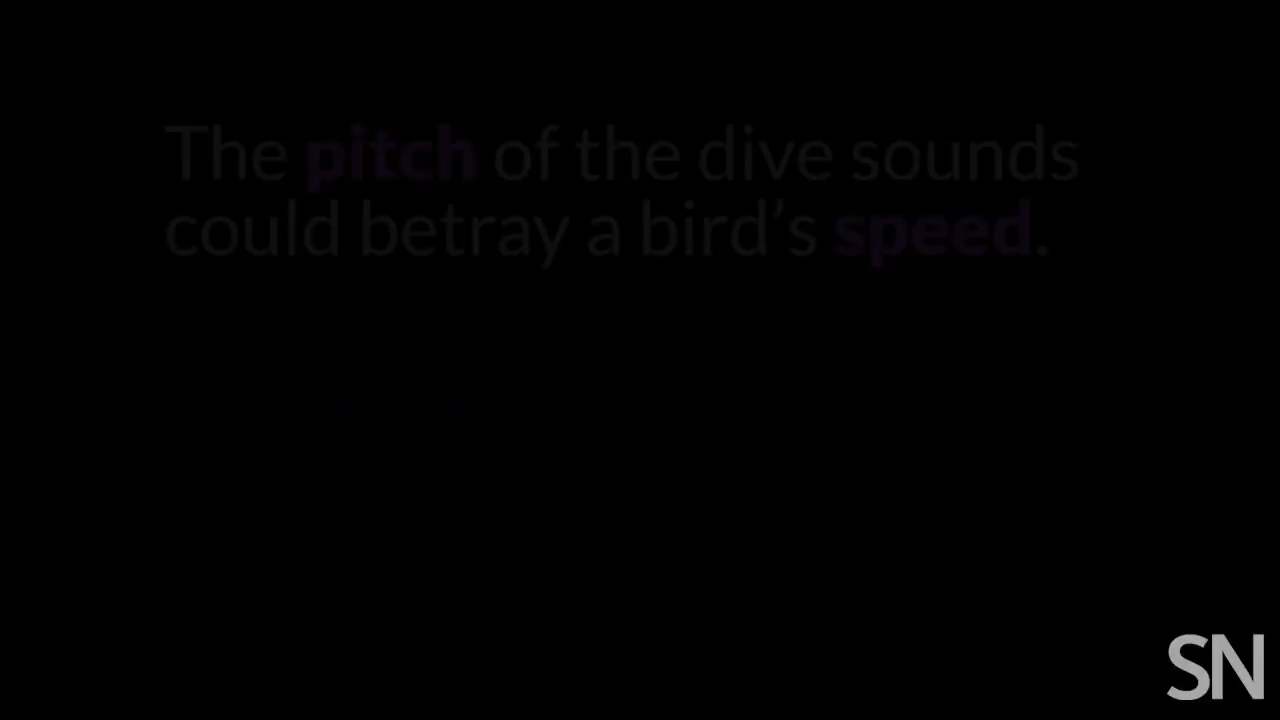 The pitch of the dive sounds
could betray a bird’s speed.
SN